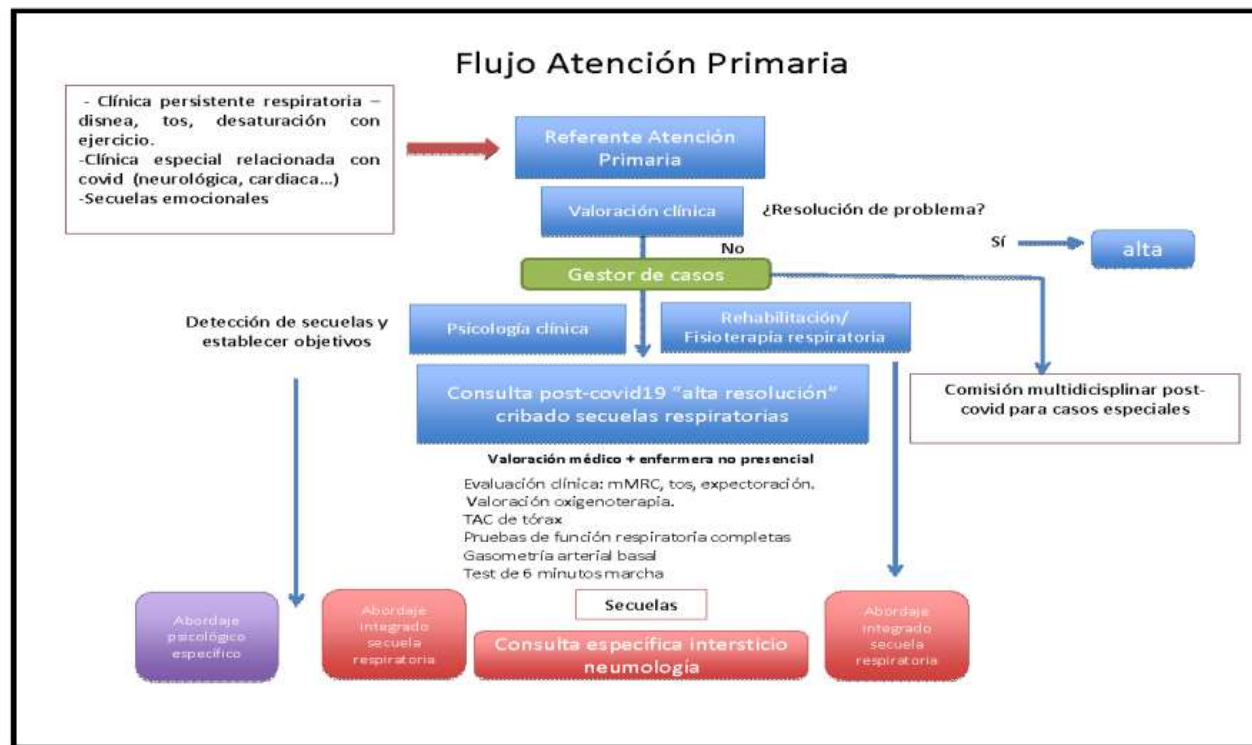 Flujo Atención Primaria
- Clínica persistente respiratoria –
disnea, tos, desaturación con
ejercicio.
-Clínica especial relacionada con
covid (neurológica, cardiaca...)
-Secuelas emocionales
Referente Atención
Primaria
Valoración clínica
¿Resolución de problema?
No
Sí
alta
Gestor de casos
Detección de secuelas y
establecer objetivos
Psicología clínica
Rehabilitación/
Fisioterapia respiratoria
Consulta post-covid19 "alta resolución"
cribado secuelas respiratorias
Comisión multidicisplinar post-
covid para casos especiales
Valoración médico + enfermera no presencial
Evaluación clínica: mMRC, tos, expectoración.
Valoración oxigenoterapia.
TAC de tórax
Pruebas de función respiratoria completas
Gasometría arterial basal
Test de 6 minutos marcha
Secuelas
Abordaje
psicológico
específico
Abordaje
integrado
secuela
respiratoria
Consulta específica intersticio
neumología
Abordaje
integrado
secuela
respiratoria